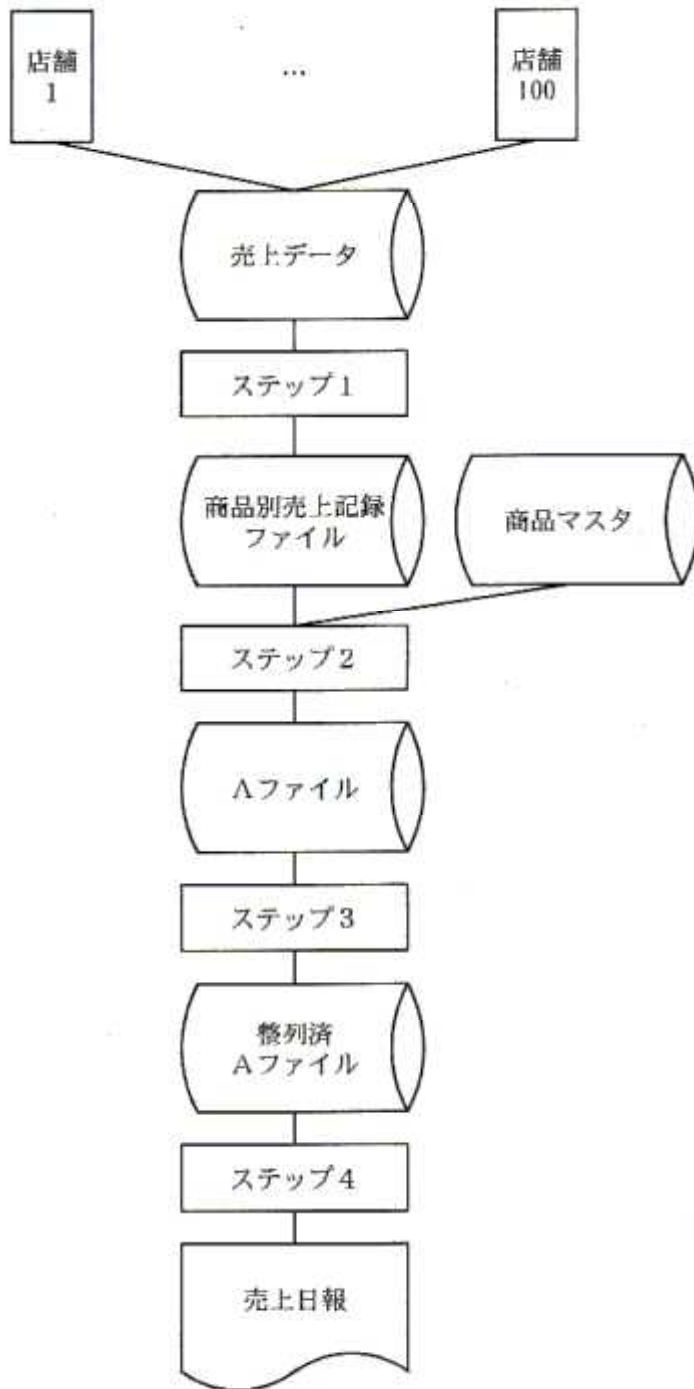 店舗
1
…
店舗
100
売上データ
ステップ1
商品別売上記録
ファイル
商品マスタ
ステップ2
Aファイル
ステップ3
整列済
Aファイル
ステップ4
売上日報